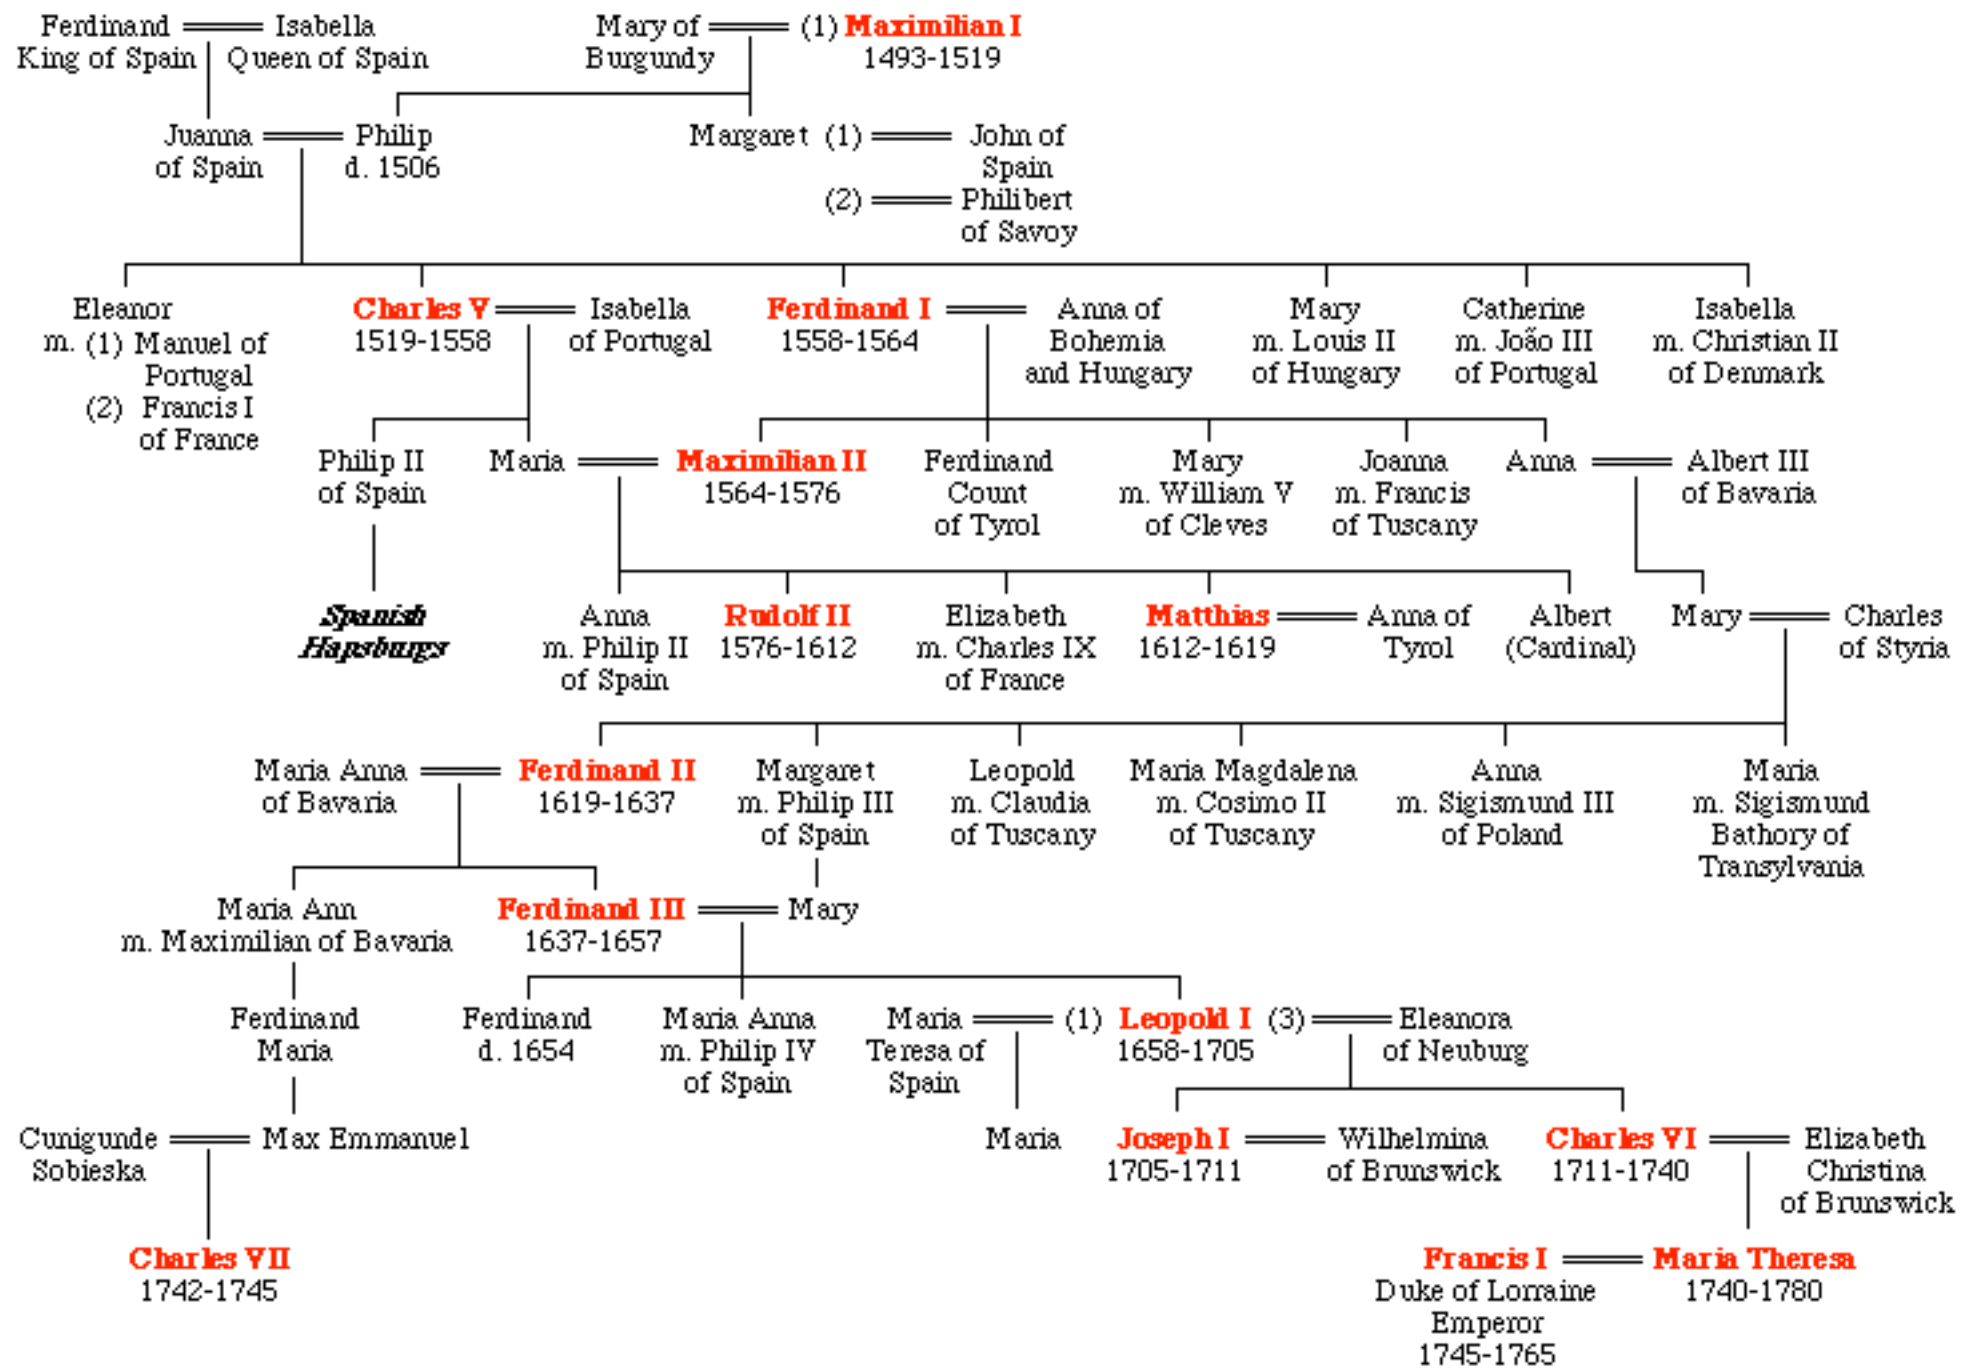 Ferdinand Isabella Mary of (1) Maximilian I
King of Spain Queen of Spain Burgundy 1493-1519
Juanna Philip Margaret (1) John of
of Spain d. 1506 Spain
(2) Philibert
of Savoy
Eleanor Charles V Isabella Ferdinand I Anna of Mary Catherine Isabella
m. (1) Manuel of 1519-1558 of Portugal 1558-1564 Bohemia m. Louis II m. João III m. Christian II
Portugal and Hungary of Hungary of Portugal of Denmark
(2) Francis I
of France
Philip II Maria Maximilian II Ferdinand Mary Joanna Anna Albert III
of Spain 1564-1576 Count m. William V m. Francis of Bavaria
of Tyrol of Cleves of Tuscany
Spanish Anna Rudolf II Elizabeth Matthias Anna of Albert Mary Charles
Hapsburgs m. Philip II 1576-1612 m. Charles IX 1612-1619 Tyrol (Cardinal) of Styria
of Spain of France
Maria Anna Ferdinand II Margaret Leopold Maria Magdalena Anna Maria
of Bavaria 1619-1637 m. Philip III m. Claudia m. Cosimo II m. Sigismund III m. Sigismund
of Spain of Tuscany of Tuscany of Poland Bathory of
Transylvania
Maria Ann Ferdinand III Mary
m. Maximilian of Bavaria 1637-1657
Ferdinand Ferdinand Maria Anna Maria (1) Leopold I (3) Eleanora
Maria d. 1654 m. Philip IV Teresa of 1658-1705 of Neuburg
of Spain Spain
Cunigunde Max Emmanuel Maria Joseph I Wilhelmina Charles VI Elizabeth
Sobieska 1705-1711 of Brunswick 1711-1740 Christina
of Brunswick
Charles VII Francis I Maria Theresa
1742-1745 Duke of Lorraine 1740-1780
Emperor
1745-1765